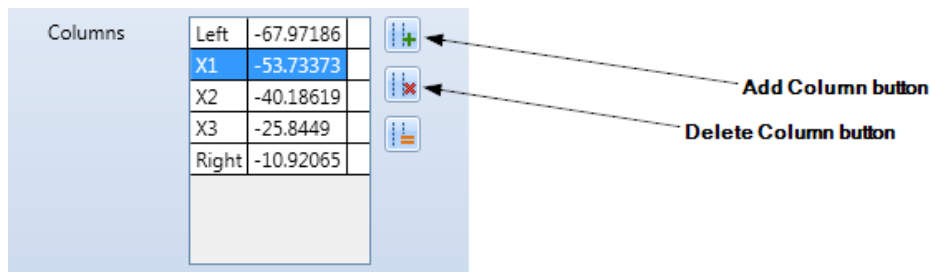 Columns
Left -67.97186
X1 -53.73373
X2 -40.18619
X3 -25.8449
Right -10.92065
Add Column button
Delete Column button